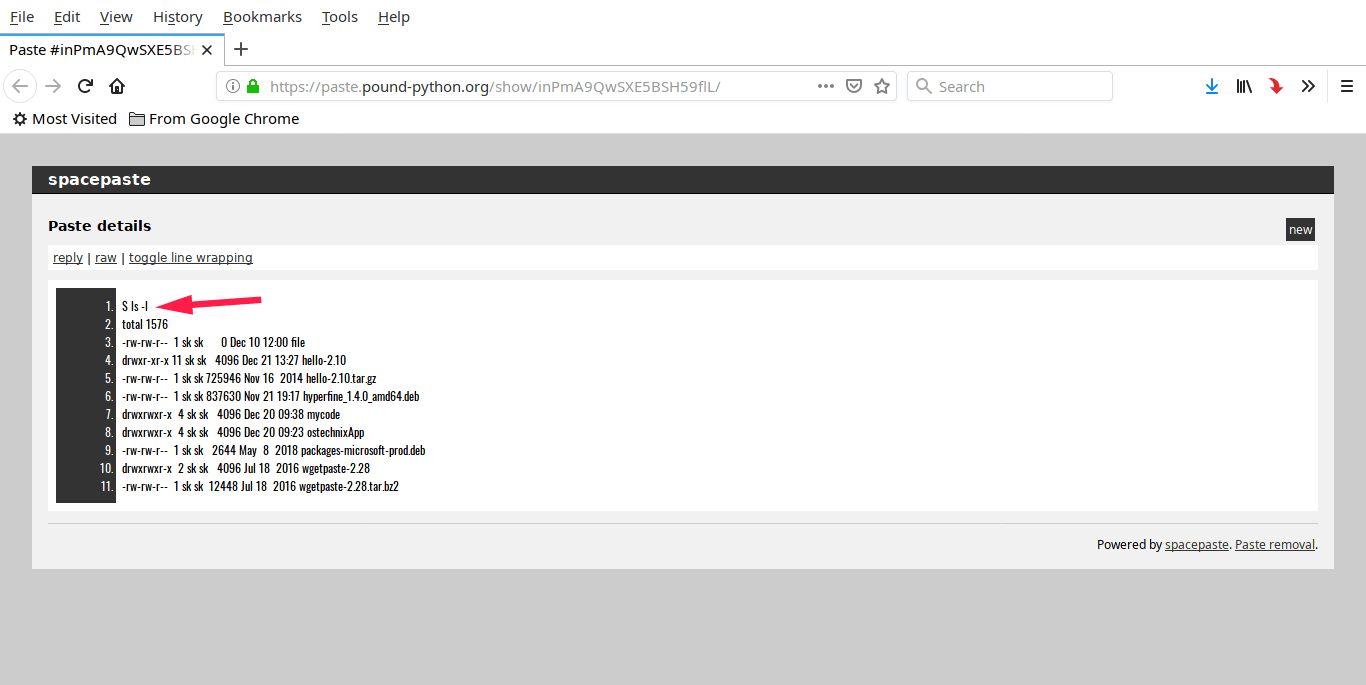 File Edit View History Bookmarks Tools Help
Paste #inPmA9QwSXE5BS
https://paste.pound-python.org/show/inPmA9QwSXE5BSH59flL/ Search
Most Visited From Google Chrome
spacepaste
Paste details
new
reply | raw | toggle line wrapping
1. $ ls -l
2. total 1576
3. -rw-rw-r-- 1 sk sk 0 Dec 10 12:00 file
4. drwxr-xr-x 11 sk sk 4096 Dec 21 13:27 hello-2.10
5. -rw-rw-r-- 1 sk sk 725946 Nov 16 2014 hello-2.10.tar.gz
6. -rw-rw-r-- 1 sk sk 837630 Nov 21 19:17 hyperfine_1.4.0_amd64.deb
7. drwxrwxr-x 4 sk sk 4096 Dec 20 09:38 mycode
8. drwxrwxr-x 4 sk sk 4096 Dec 20 09:23 ostechnixApp
9. -rw-rw-r-- 1 sk sk 2644 May 8 2018 packages-microsoft-prod.deb
10. drwxrwxr-x 2 sk sk 4096 Jul 18 2016 wgetpaste-2.28
11. -rw-rw-r-- 1 sk sk 12448 Jul 18 2016 wgetpaste-2.28.tar.bz2
Powered by spacepaste. Paste removal.